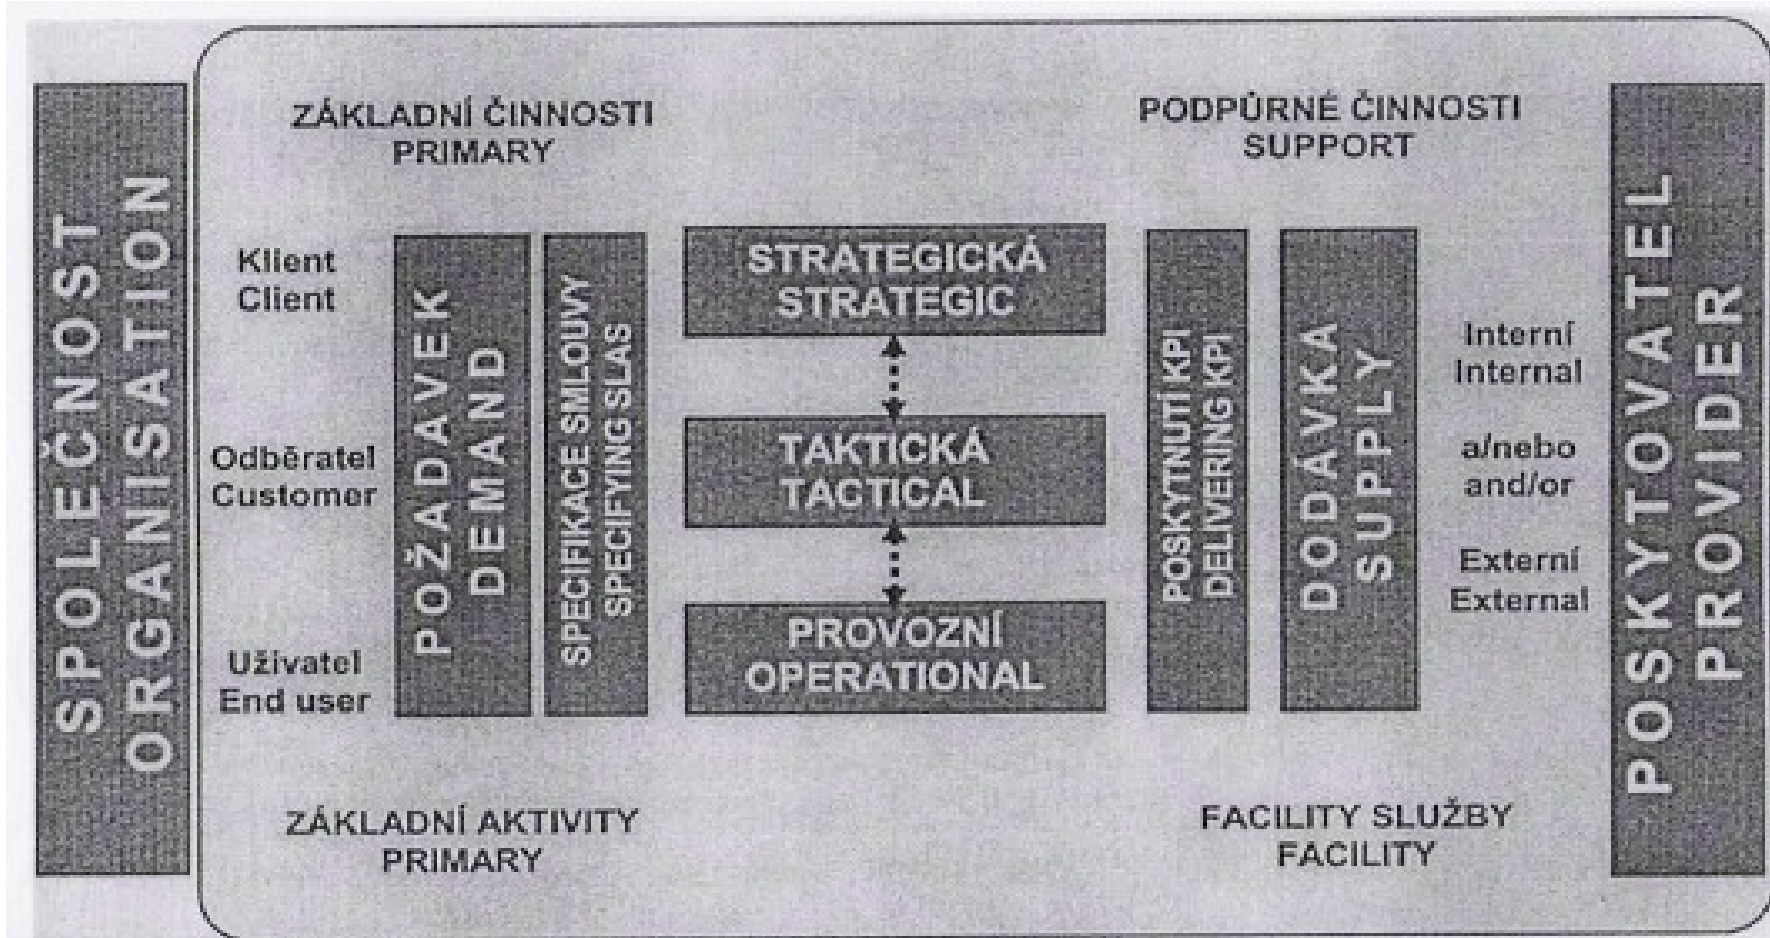 SPOLEČNOST
ORGANISATION
ZÁKLADNÍ ČINNOSTI
PRIMARY
Klient
Client
Odběratel
Customer
Uživatel
End user
POŽADAVEK
DEMAND
SPECIFIKACE SMLOUVY
SPECIFYING SLAS
ZÁKLADNÍ AKTIVITY
PRIMARY
STRATEGICKÁ
STRATEGIC
TAKTICKÁ
TACTICAL
PROVOZNÍ
OPERATIONAL
PODPŮRNÉ ČINNOSTI
SUPPORT
POSKYTNUTÍ KPI
DELIVERING KPI
DODÁVKA
SUPPLY
Interní
Internal
a/nebo
and/or
Externí
External
FACILITY SLUŽBY
FACILITY
POSKYTOVATEL
PROVIDER